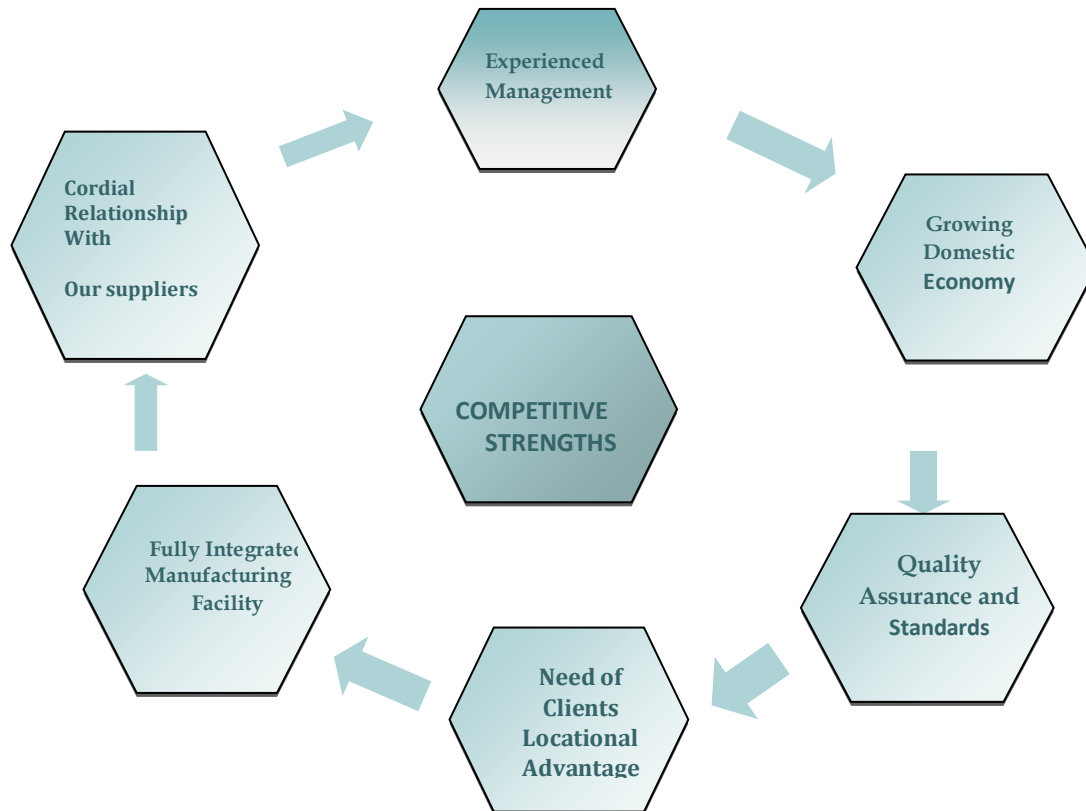 Experienced
Management
Growing
Domestic
Economy
Quality
Assurance and
Standards
Need of
Clients
Locational
Advantage
Fully Integrated
Manufacturing
Facility
Cordial
Relationship
With
Our suppliers
COMPETITIVE
STRENGTHS